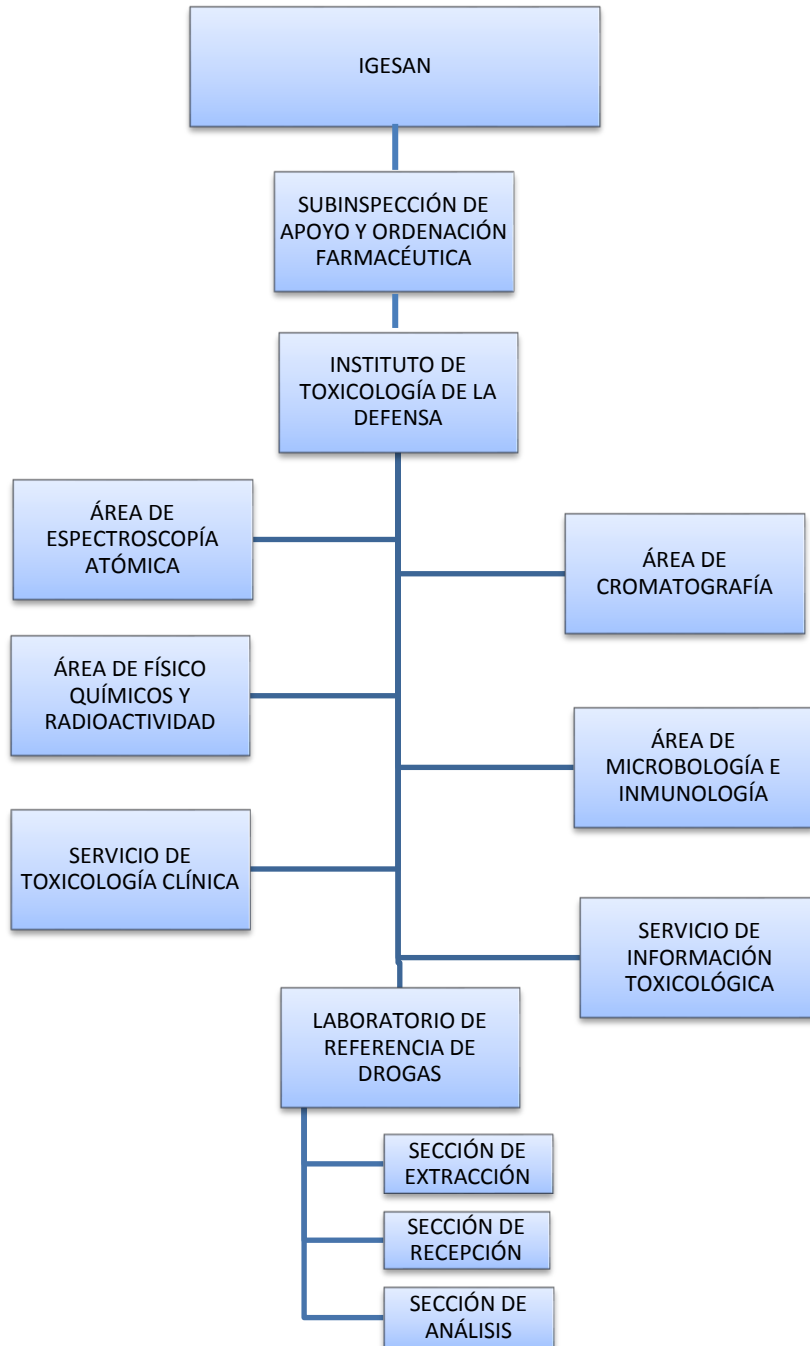 IGESAN
SUBINSPECCIÓN DE
APOYO Y ORDENACIÓN
FARMACÉUTICA
INSTITUTO DE
TOXICOLOGÍA DE LA
DEFENSA
ÁREA DE
ESPECTROSCOPÍA
ATÓMICA
ÁREA DE
CROMATOGRAFÍA
ÁREA DE FÍSICO
QUÍMICOS Y
RADIOACTIVIDAD
ÁREA DE
MICROBOLOGÍA E
INMUNOLOGÍA
SERVICIO DE
TOXICOLOGÍA CLÍNICA
SERVICIO DE
INFORMACIÓN
TOXICOLÓGICA
LABORATORIO DE
REFERENCIA DE
DROGAS
SECCIÓN DE
EXTRACCIÓN
SECCIÓN DE
RECEPCIÓN
SECCIÓN DE
ANÁLISIS